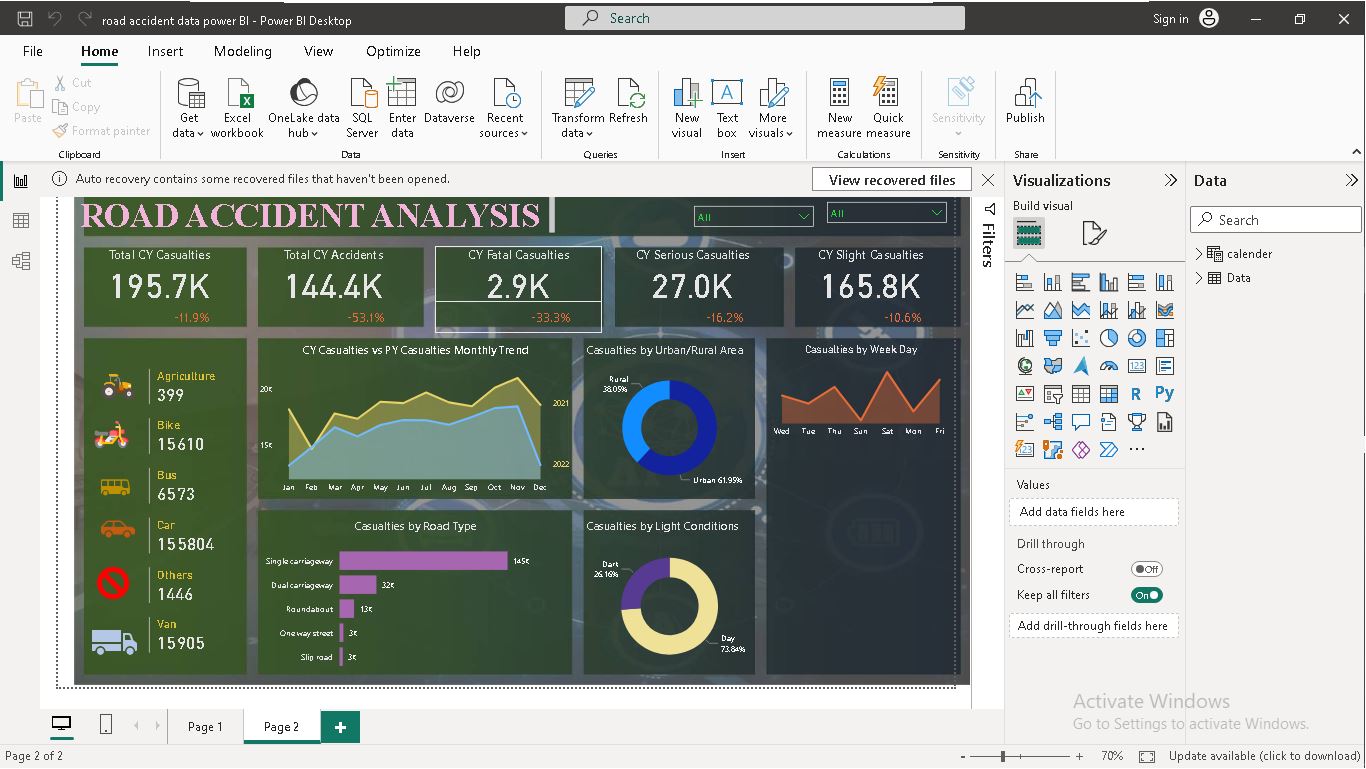 road accident data power BI - Power BI Desktop
Search
Sign in
File
Home
Insert
Modeling
View
Optimize
Help
Paste
Cut
Copy
Format painter
Clipboard
Get data
Excel workbook
OneLake data hub
SQL Server
Enter data
Dataverse
Recent sources
Data
Transform data
Refresh
Queries
New visual
Text box
More visuals
Insert
New measure
Quick measure
Calculations
Sensitivity
Sensitivity
Publish
Share
Auto recovery contains some recovered files that haven't been opened.
View recovered files
ROAD ACCIDENT ANALYSIS
All
All
Total CY Casualties
195.7K
-11.9%
Total CY Accidents
144.4K
-53.1%
CY Fatal Casualties
2.9K
-33.3%
CY Serious Casualties
27.0K
-16.2%
CY Slight Casualties
165.8K
-10.6%
Agriculture
399
Bike
15610
Bus
6573
Car
155804
Others
1446
Van
15905
CY Casualties vs PY Casualties Monthly Trend
20K
15K
2021
2022
Jan Feb Mar Apr May Jun Jul Aug Sep Oct Nov Dec
Casualties by Urban/Rural Area
Rural
38.05%
Urban 61.95%
Casualties by Week Day
Wed Tue Thu Sun Sat Mon Fri
Casualties by Road Type
Single carriageway 145K
Dual carriageway 32K
Roundabout 13K
One way street 3K
Slip road 3K
Casualties by Light Conditions
Dark
26.16%
Day
73.84%
Filters
Visualizations
Build visual
R
Py
123
Values
Add data fields here
Drill through
Cross-report
Off
Keep all filters
On
Add drill-through fields here
Data
Search
calender
Data
Activate Windows
Go to Settings to activate Windows.
Page 1
Page 2
Page 2 of 2
70%
Update available (click to download)